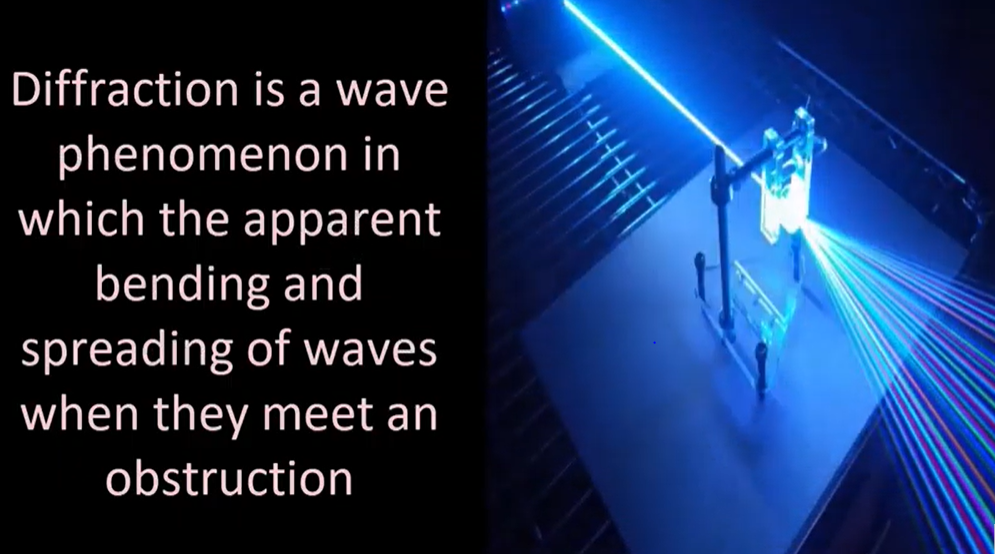 Diffraction is a wave
phenomenon in
which the apparent
bending and
spreading of waves
when they meet an
obstruction